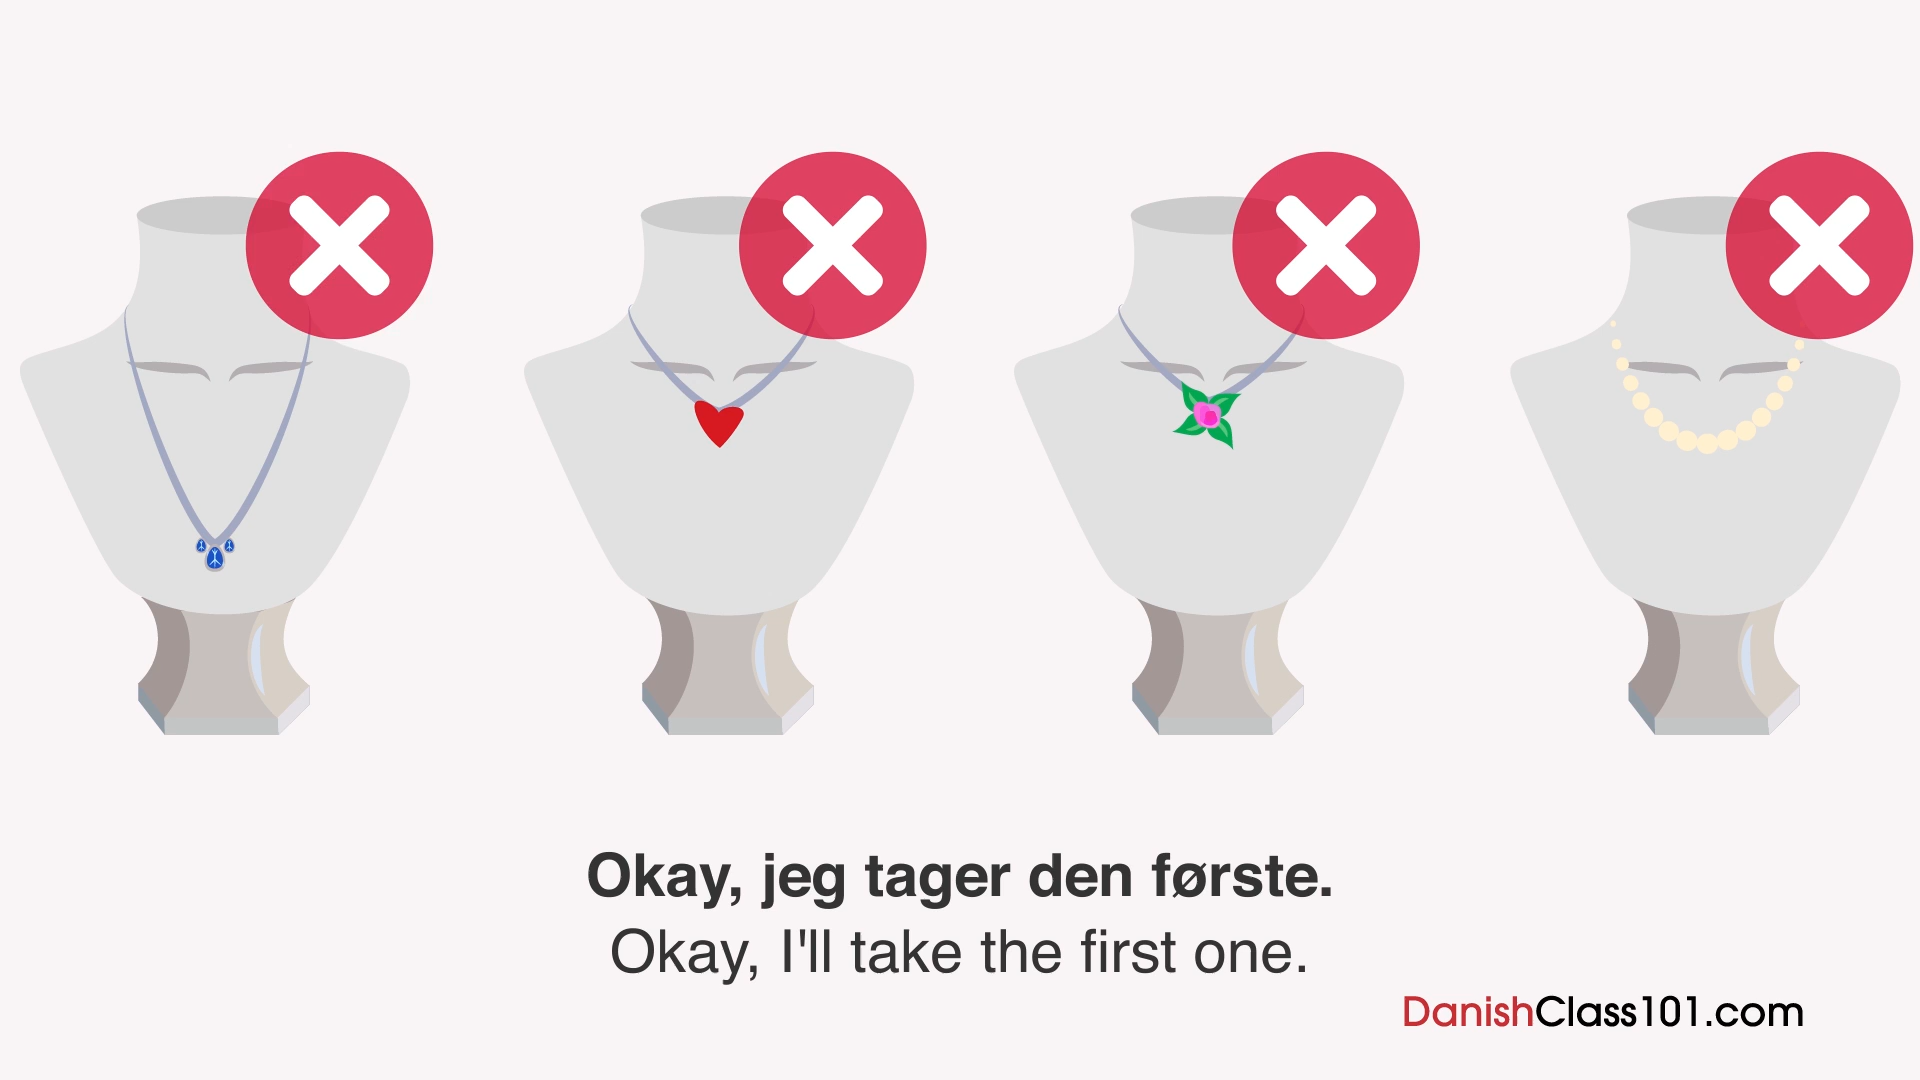 Okay, jeg tager den første.
Okay, I'll take the first one.
DanishClass101.com